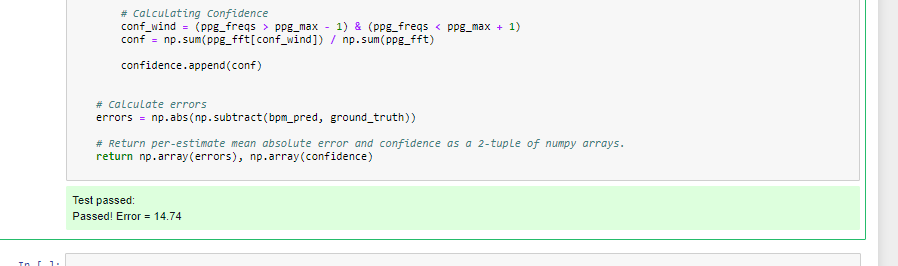 # Calculating Confidence
conf_wind = (ppg_freqs > ppg_max - 1) & (ppg_freqs < ppg_max + 1)
conf = np.sum(ppg_fft[conf_wind]) / np.sum(ppg_fft)
confidence.append(conf)
# Calculate errors
errors = np.abs(np.subtract(bpm_pred, ground_truth))
# Return per-estimate mean absolute error and confidence as a 2-tuple of numpy arrays.
return np.array(errors), np.array(confidence)
Test passed:
Passed! Error = 14.74
In [ ]: